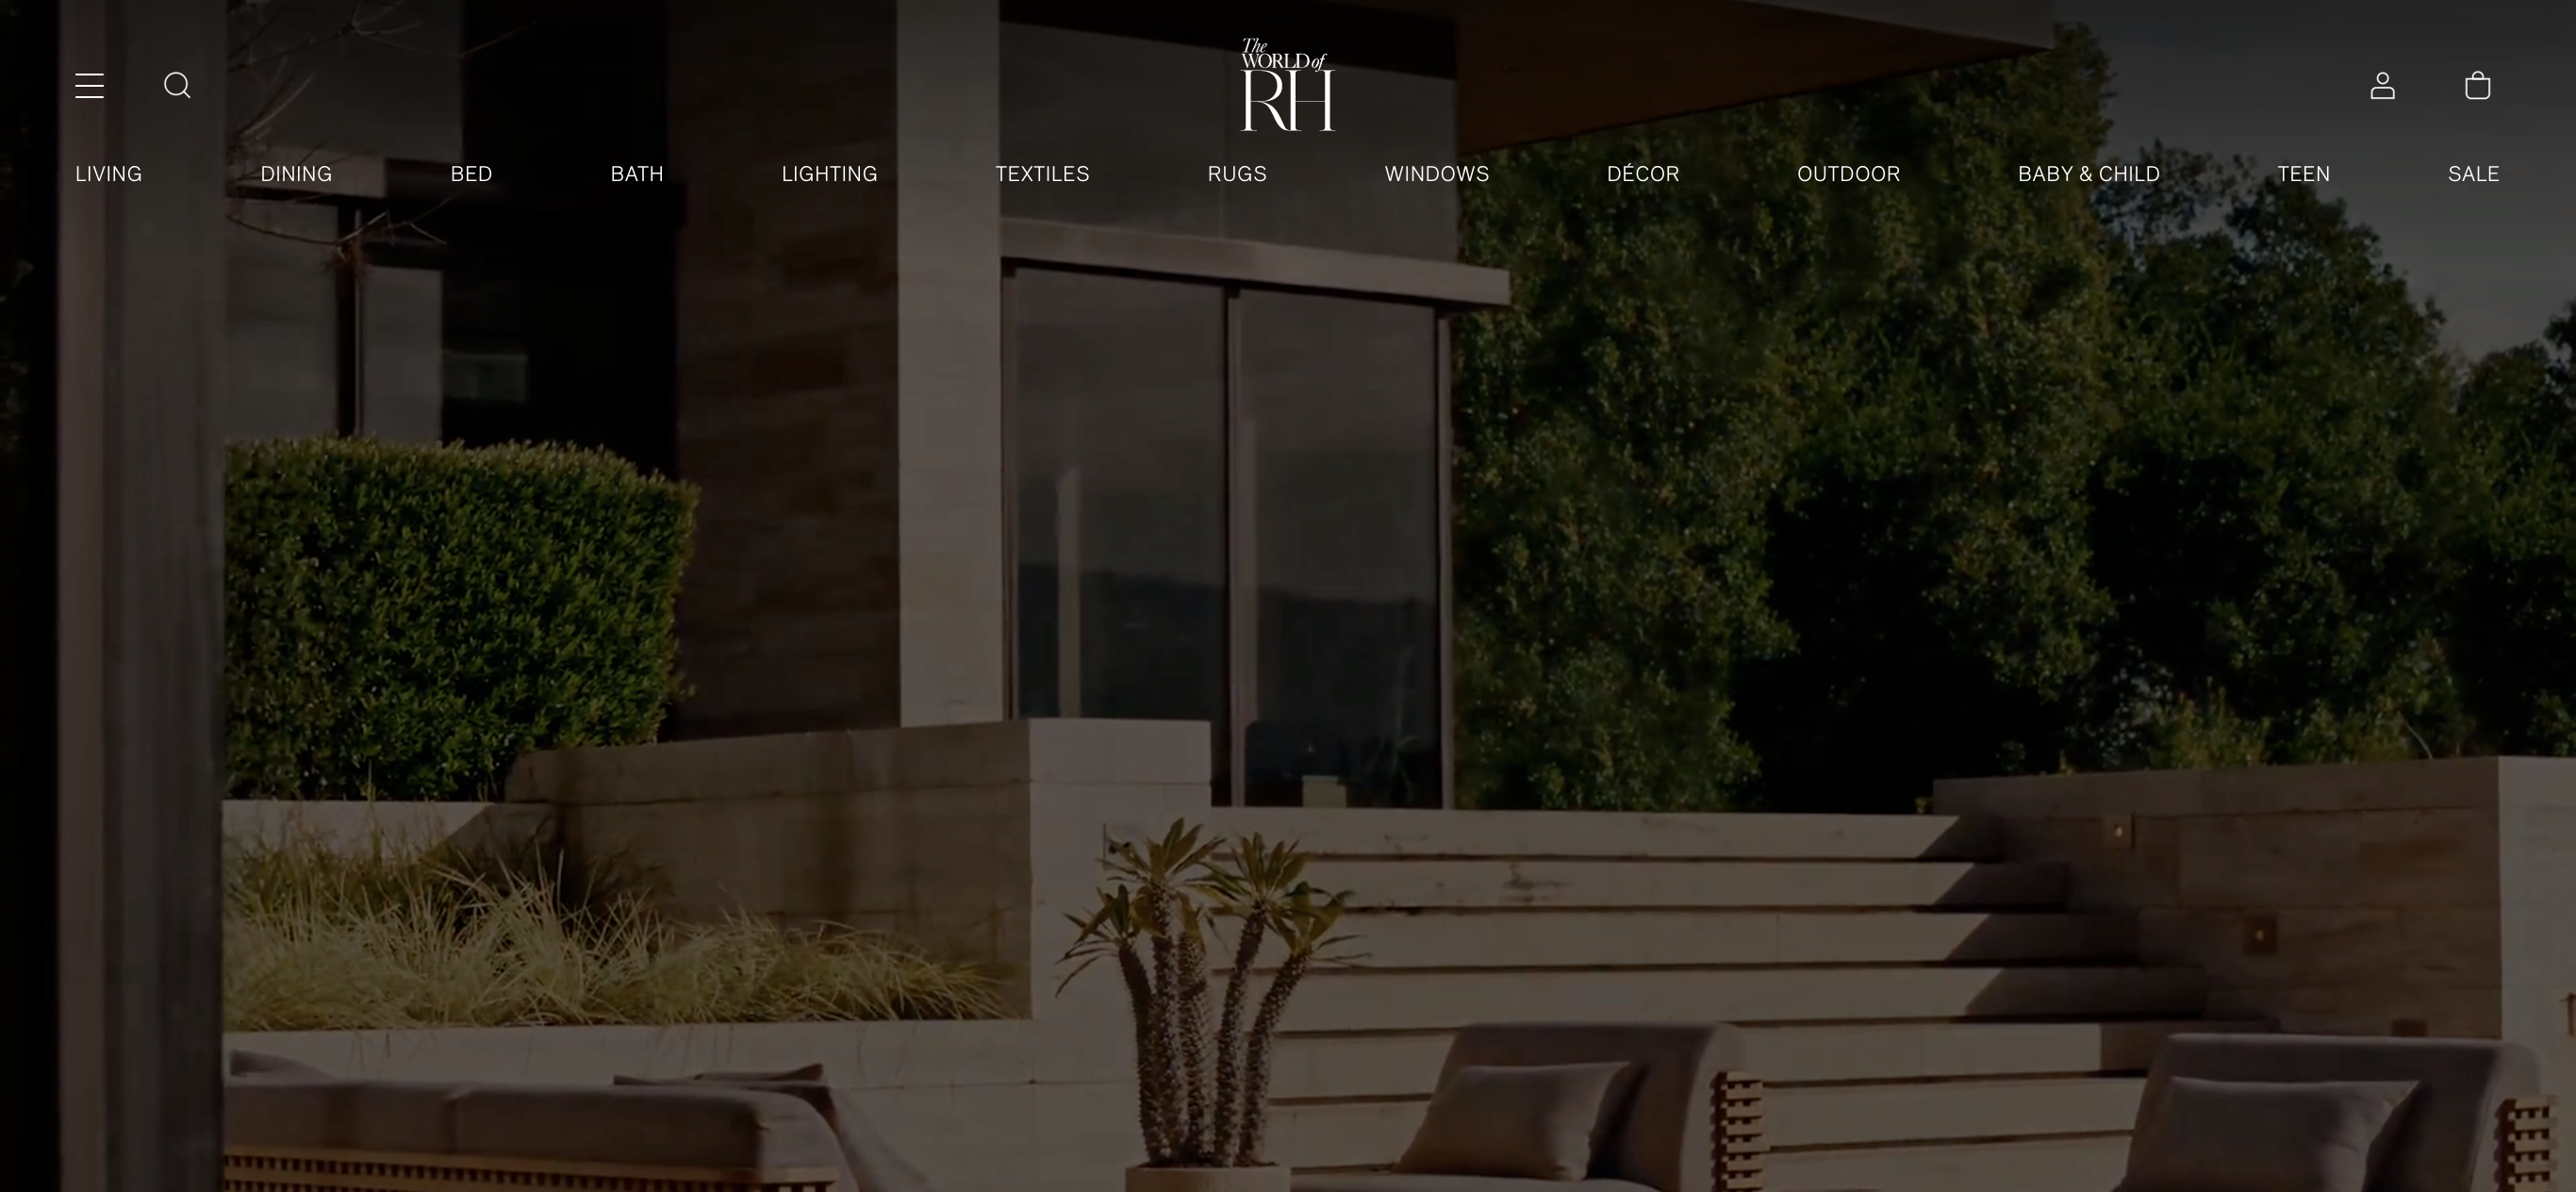 The
WORLD of
RH
LIVING DINING BED BATH LIGHTING TEXTILES RUGS WINDOWS DÉCOR OUTDOOR BABY & CHILD TEEN SALE